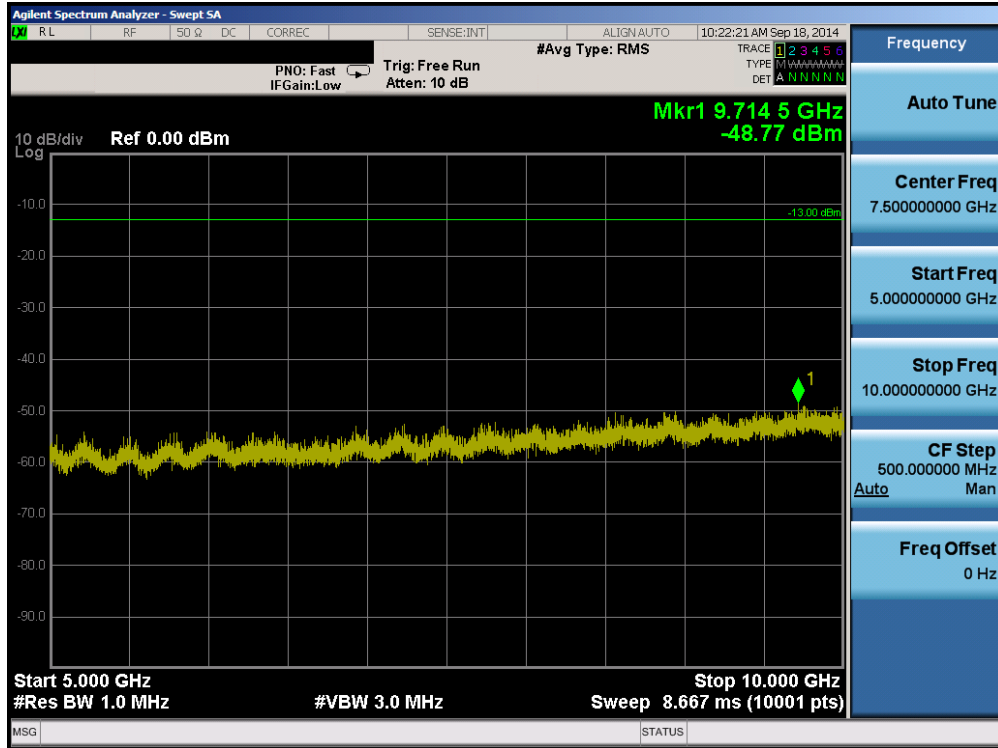 Agilent Spectrum Analyzer - Swept SA
LXI RL RF 50 Ω DC CORREC SENSE:INT ALIGN AUTO 10:22:21 AM Sep 18, 2014
#Avg Type: RMS TRACE 1 2 3 4 5 6
PNO: Fast Trig: Free Run TYPE M W W W W W
IFGain:Low Atten: 10 dB DET A N N N N N
Mkr1 9.714 5 GHz
-48.77 dBm
10 dB/div Ref 0.00 dBm
Log
-10.0
-13.00 dBm
-20.0
-30.0
-40.0
1
-50.0
-60.0
-70.0
-80.0
-90.0
Start 5.000 GHz Stop 10.000 GHz
#Res BW 1.0 MHz #VBW 3.0 MHz Sweep 8.667 ms (10001 pts)
MSG STATUS
Frequency
Auto Tune
Center Freq
7.500000000 GHz
Start Freq
5.000000000 GHz
Stop Freq
10.000000000 GHz
CF Step
500.000000 MHz
Auto Man
Freq Offset
0 Hz